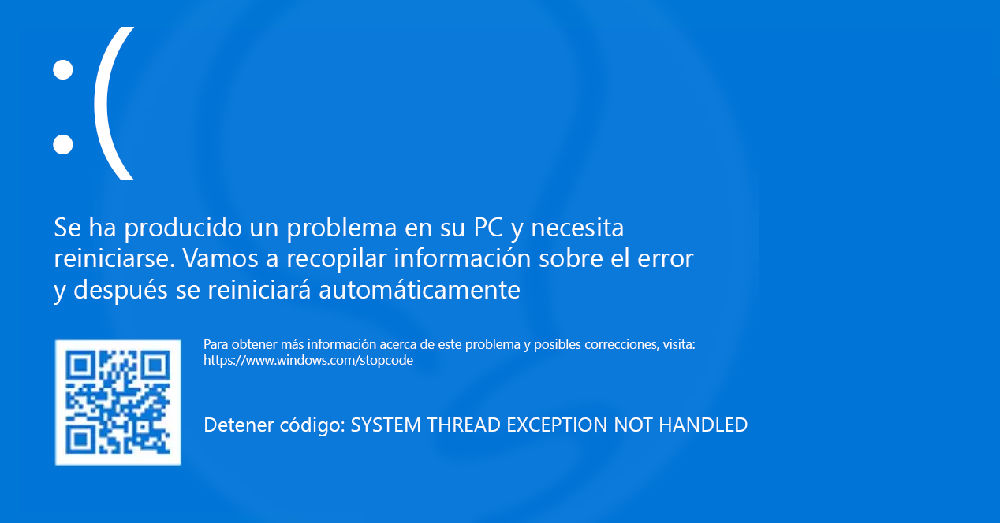 :(
Se ha producido un problema en su PC y necesita
reiniciarse. Vamos a recopilar información sobre el error
y después se reiniciará automáticamente
Para obtener más información acerca de este problema y posibles correcciones, visita:
https://www.windows.com/stopcode
Detener código: SYSTEM THREAD EXCEPTION NOT HANDLED